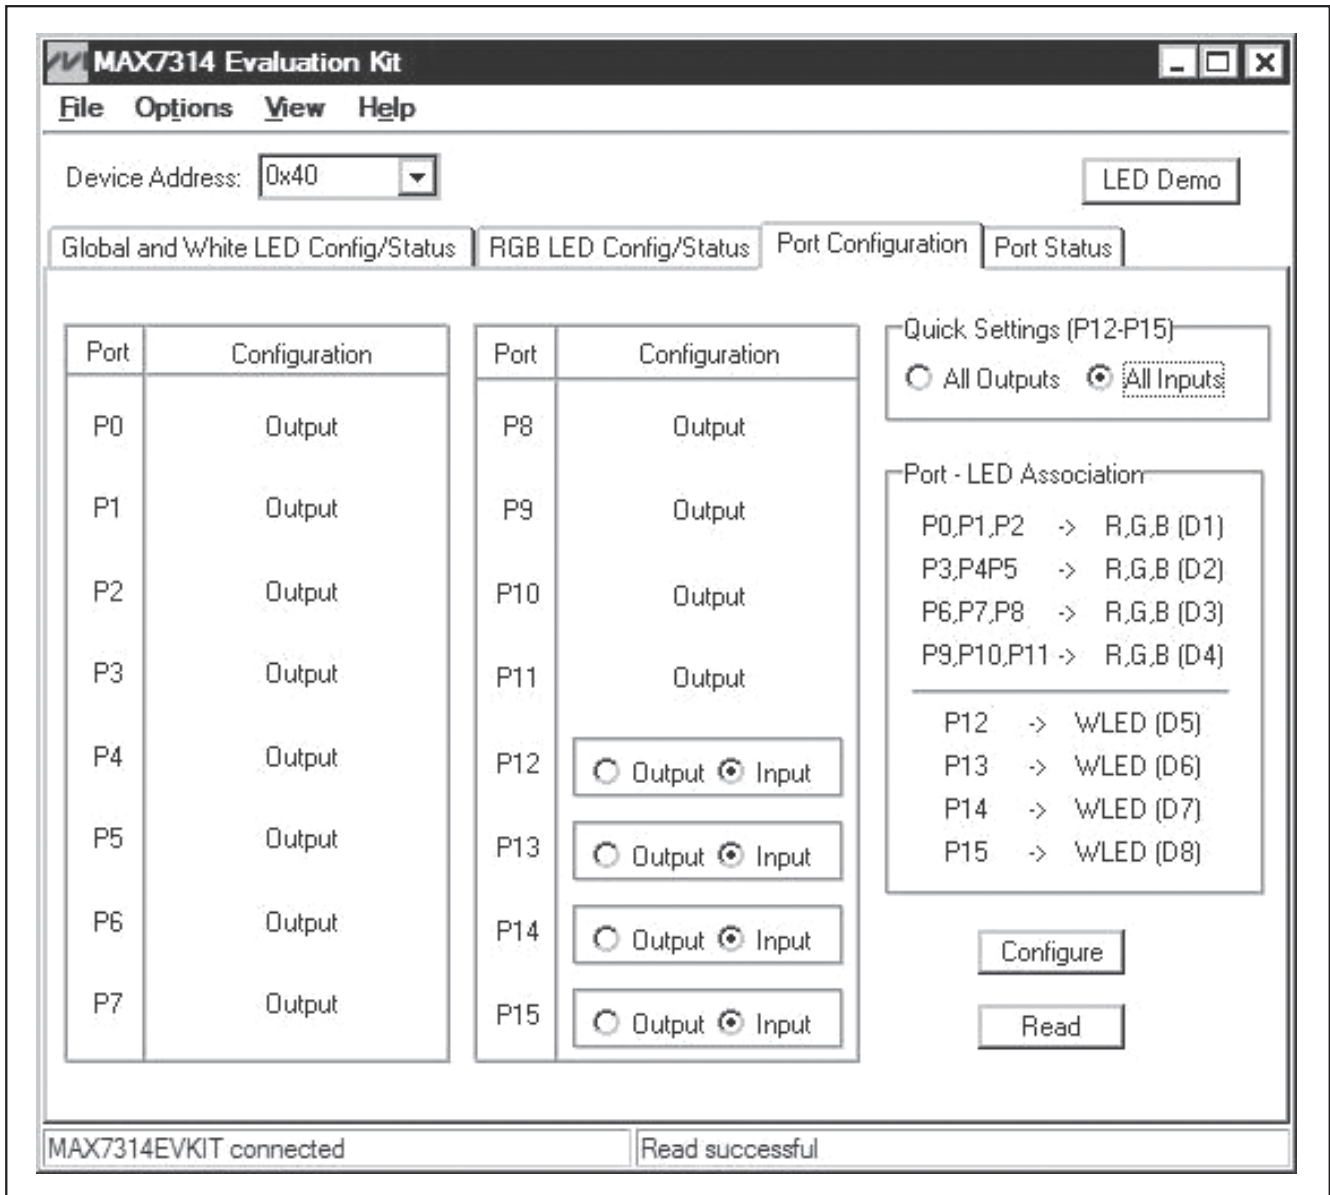 MAX7314 Evaluation Kit
File Options View Help
Device Address: 0x40
LED Demo
Global and White LED Config/Status RGB LED Config/Status Port Configuration Port Status
Port Configuration
P0 Output
P1 Output
P2 Output
P3 Output
P4 Output
P5 Output
P6 Output
P7 Output
Port Configuration
P8 Output
P9 Output
P10 Output
P11 Output
P12 Output Input
P13 Output Input
P14 Output Input
P15 Output Input
Quick Settings (P12-P15)
All Outputs All Inputs
Port - LED Association
P0,P1,P2 -> R,G,B (D1)
P3,P4P5 -> R,G,B (D2)
P6,P7,P8 -> R,G,B (D3)
P9,P10,P11 -> R,G,B (D4)
P12 -> WLED (D5)
P13 -> WLED (D6)
P14 -> WLED (D7)
P15 -> WLED (D8)
Configure
Read
MAX7314EVKIT connected
Read successful